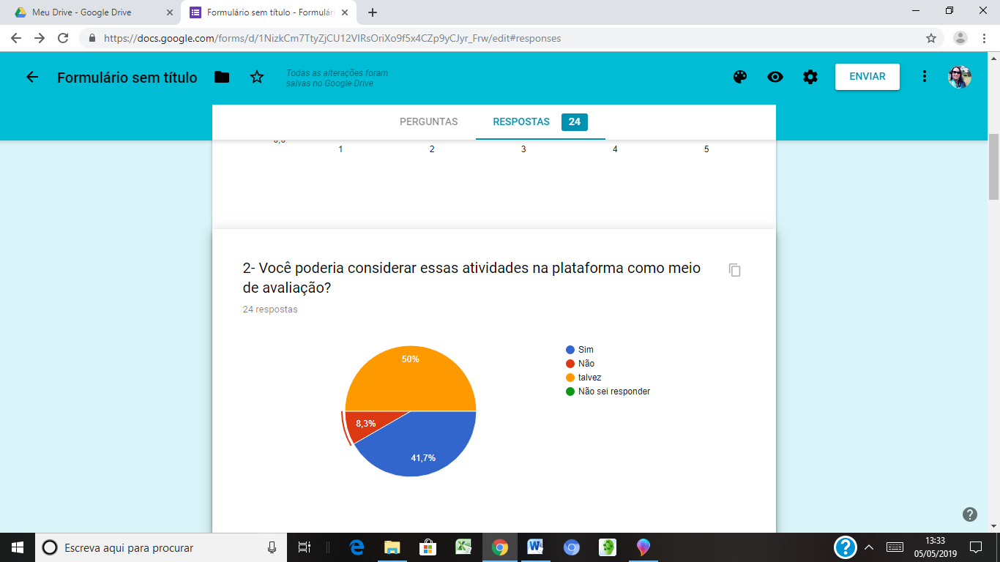 Meu Drive - Google Drive
Formulário sem título - Formulári
https://docs.google.com/forms/d/1NizkCm7TtyZjCU12VIRsOriXo9f5x4CZp9yCJyr_Frw/edit#responses
Formulário sem título
Todas as alterações foram
salvas no Google Drive
ENVIAR
PERGUNTAS
RESPOSTAS 24
1 2 3 4 5
2- Você poderia considerar essas atividades na plataforma como meio
de avaliação?
24 respostas
50%
8,3%
41,7%
Sim
Não
talvez
Não sei responder
Escreva aqui para procurar
13:33
05/05/2019